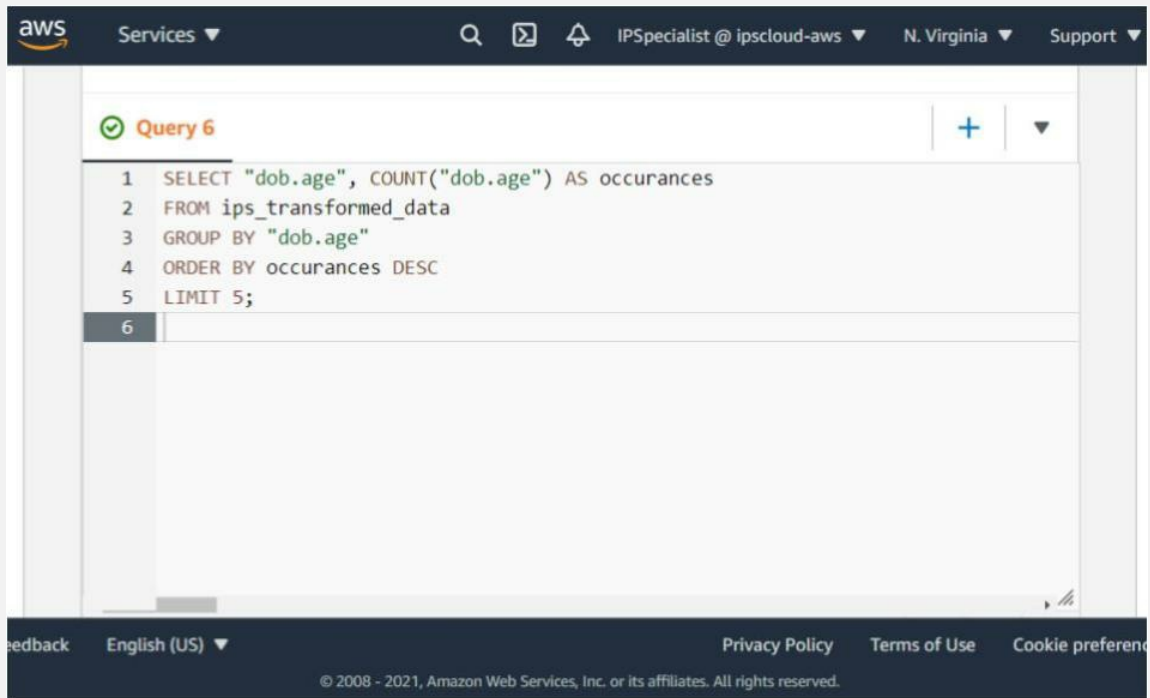 aws Services ▼ IPSpecialist @ ipscloud-aws ▼ N. Virginia ▼ Support ▼
Query 6
1 SELECT "dob.age", COUNT("dob.age") AS occurances
2 FROM ips_transformed_data
3 GROUP BY "dob.age"
4 ORDER BY occurances DESC
5 LIMIT 5;
6
eedback English (US) ▼ Privacy Policy Terms of Use Cookie preferen
© 2008 - 2021, Amazon Web Services, Inc. or its affiliates. All rights reserved.